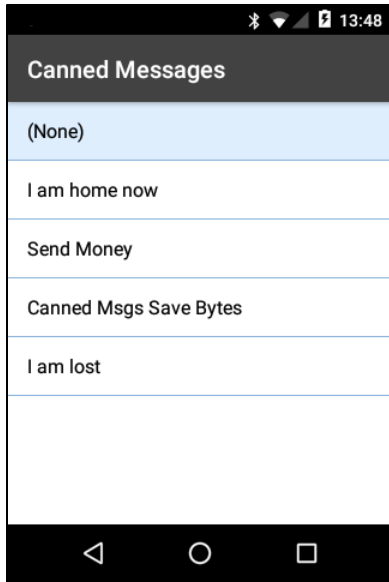 13:48
Canned Messages
(None)
I am home now
Send Money
Canned Msgs Save Bytes
I am lost